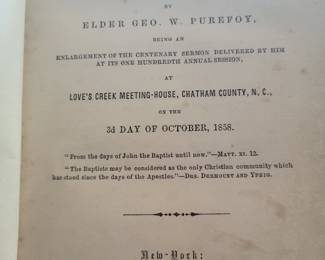 BY
ELDER GEO. W. PUREFOY,
BEING AN
ENLARGEMENT OF THE CENTENARY SERMON DELIVERED BY HIM
AT ITS ONE HUNDREDTH ANNUAL SESSION,
AT
LOVE'S CREEK MEETING-HOUSE, CHATHAM COUNTY, N. C.,
ON THE
3d DAY OF OCTOBER, 1858.
"From the days of John the Baptist until now."—MATT. xi. 12.
"The Baptists may be considered as the only Christian community which
has stood since the days of the Apostles."—DRS. DERMOUNT AND YPEIG.
New-York: